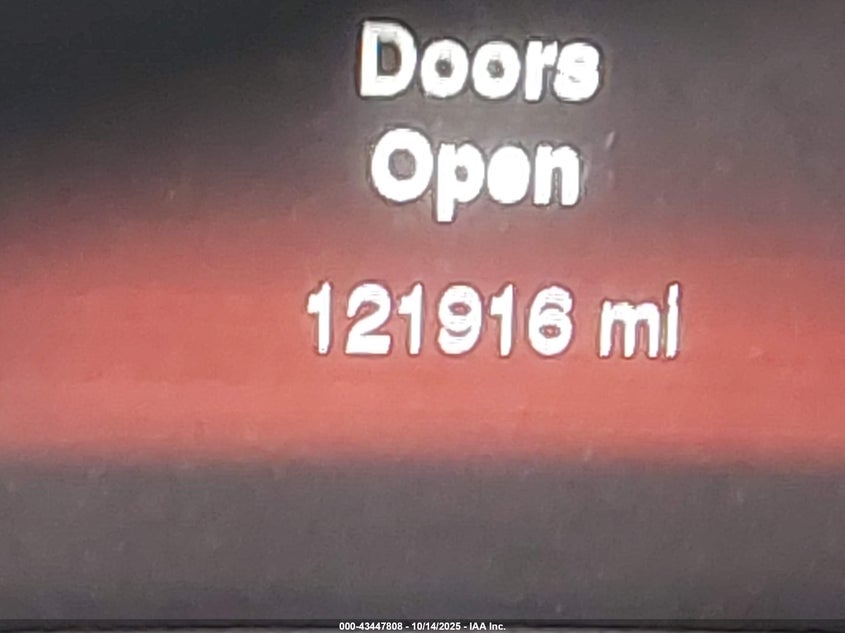 Doors
Open
121916 mi
000-43447808 - 10/14/2025 - IAA Inc.